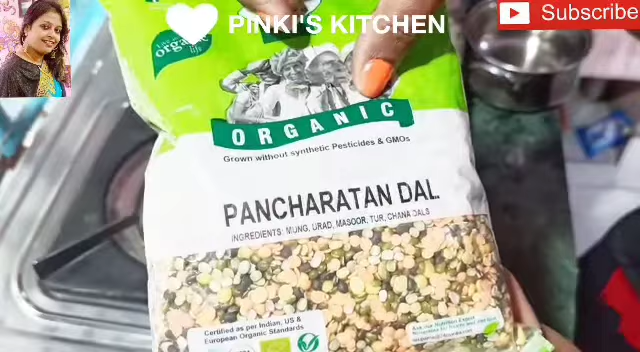 PINKI'S KITCHEN
Subscribe
organic
life
ORGANIC
Grown without synthetic Pesticides & GMOs
PANCHARATAN DAL
INGREDIENTS: MUNG, URAD, MASOOR, TUR, CHANA DALS
Certified as per Indian, US &
European Organic Standards